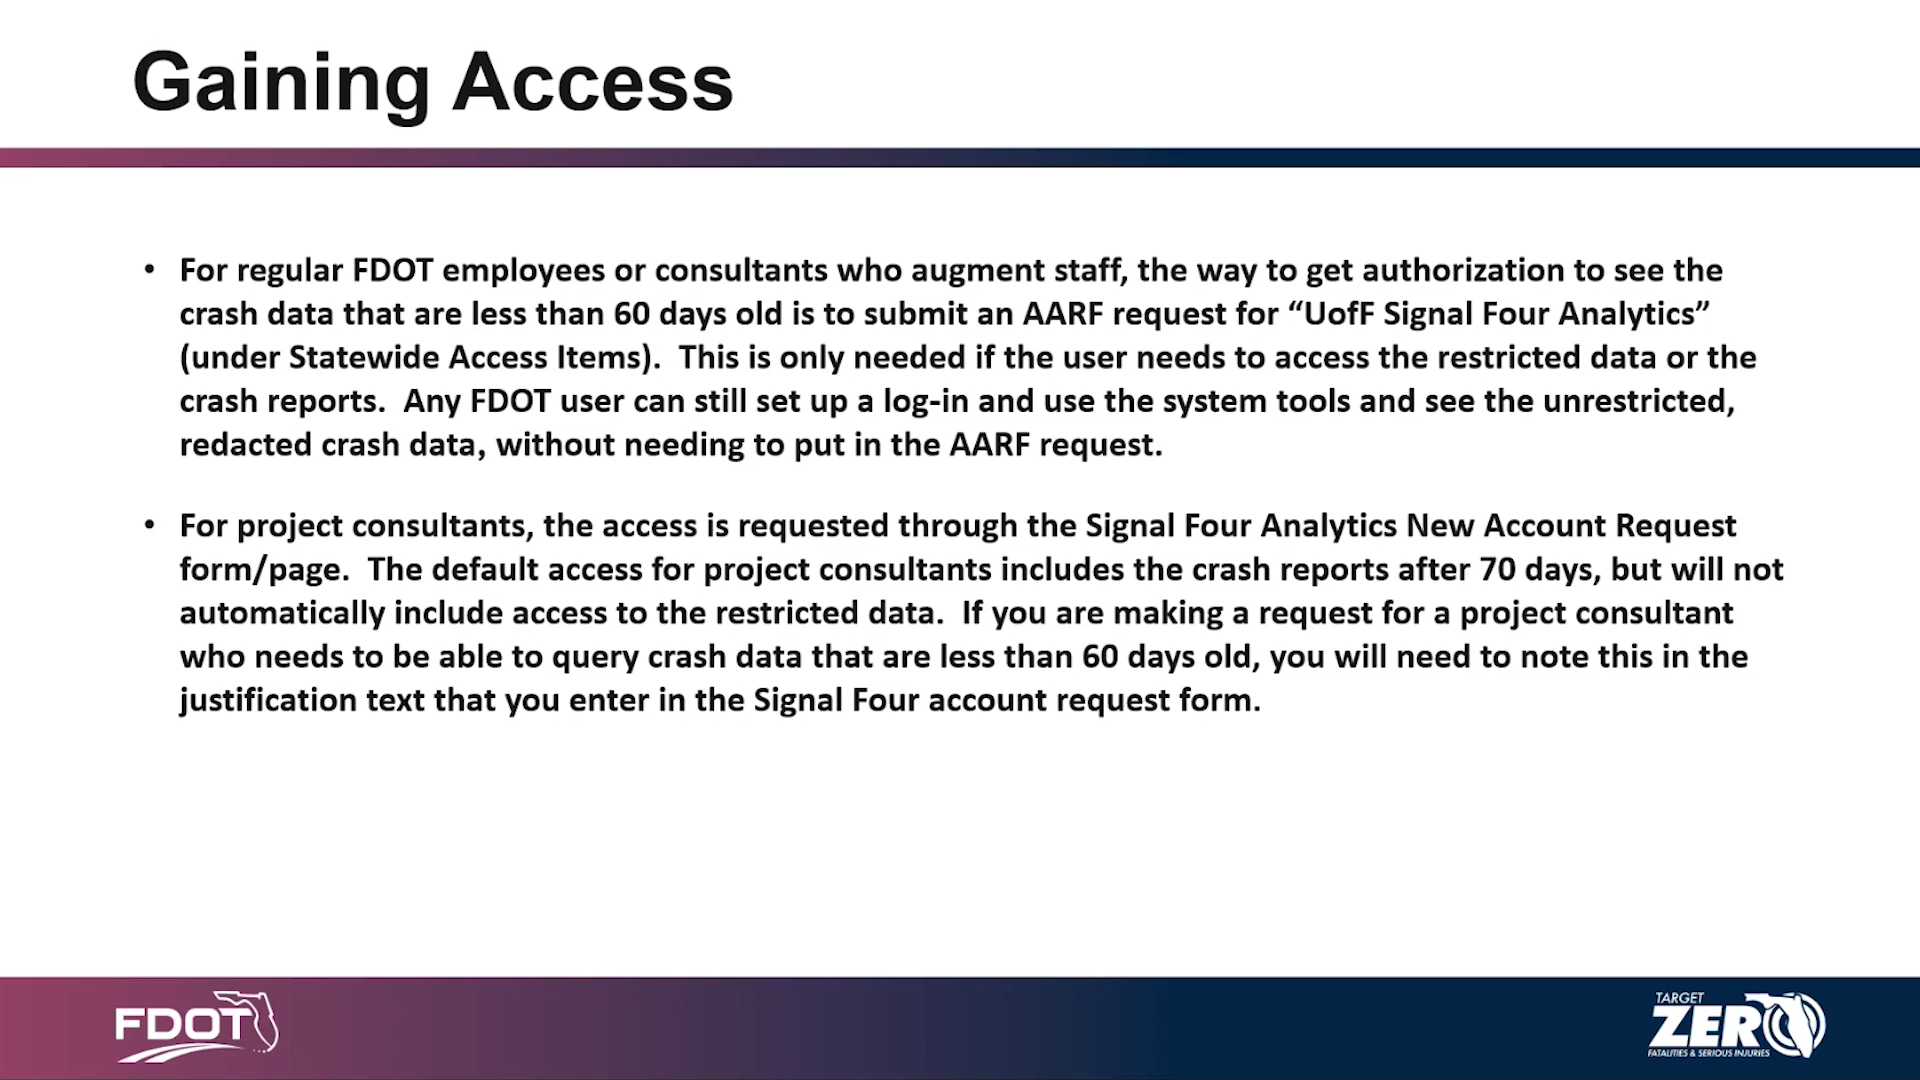 Gaining Access
• For regular FDOT employees or consultants who augment staff, the way to get authorization to see the
crash data that are less than 60 days old is to submit an AARF request for “UofF Signal Four Analytics”
(under Statewide Access Items).  This is only needed if the user needs to access the restricted data or the
crash reports.  Any FDOT user can still set up a log-in and use the system tools and see the unrestricted,
redacted crash data, without needing to put in the AARF request.
• For project consultants, the access is requested through the Signal Four Analytics New Account Request
form/page.  The default access for project consultants includes the crash reports after 70 days, but will not
automatically include access to the restricted data.  If you are making a request for a project consultant
who needs to be able to query crash data that are less than 60 days old, you will need to note this in the
justification text that you enter in the Signal Four account request form.
FDOT
TARGET
ZERO
FATALITIES & SERIOUS INJURIES